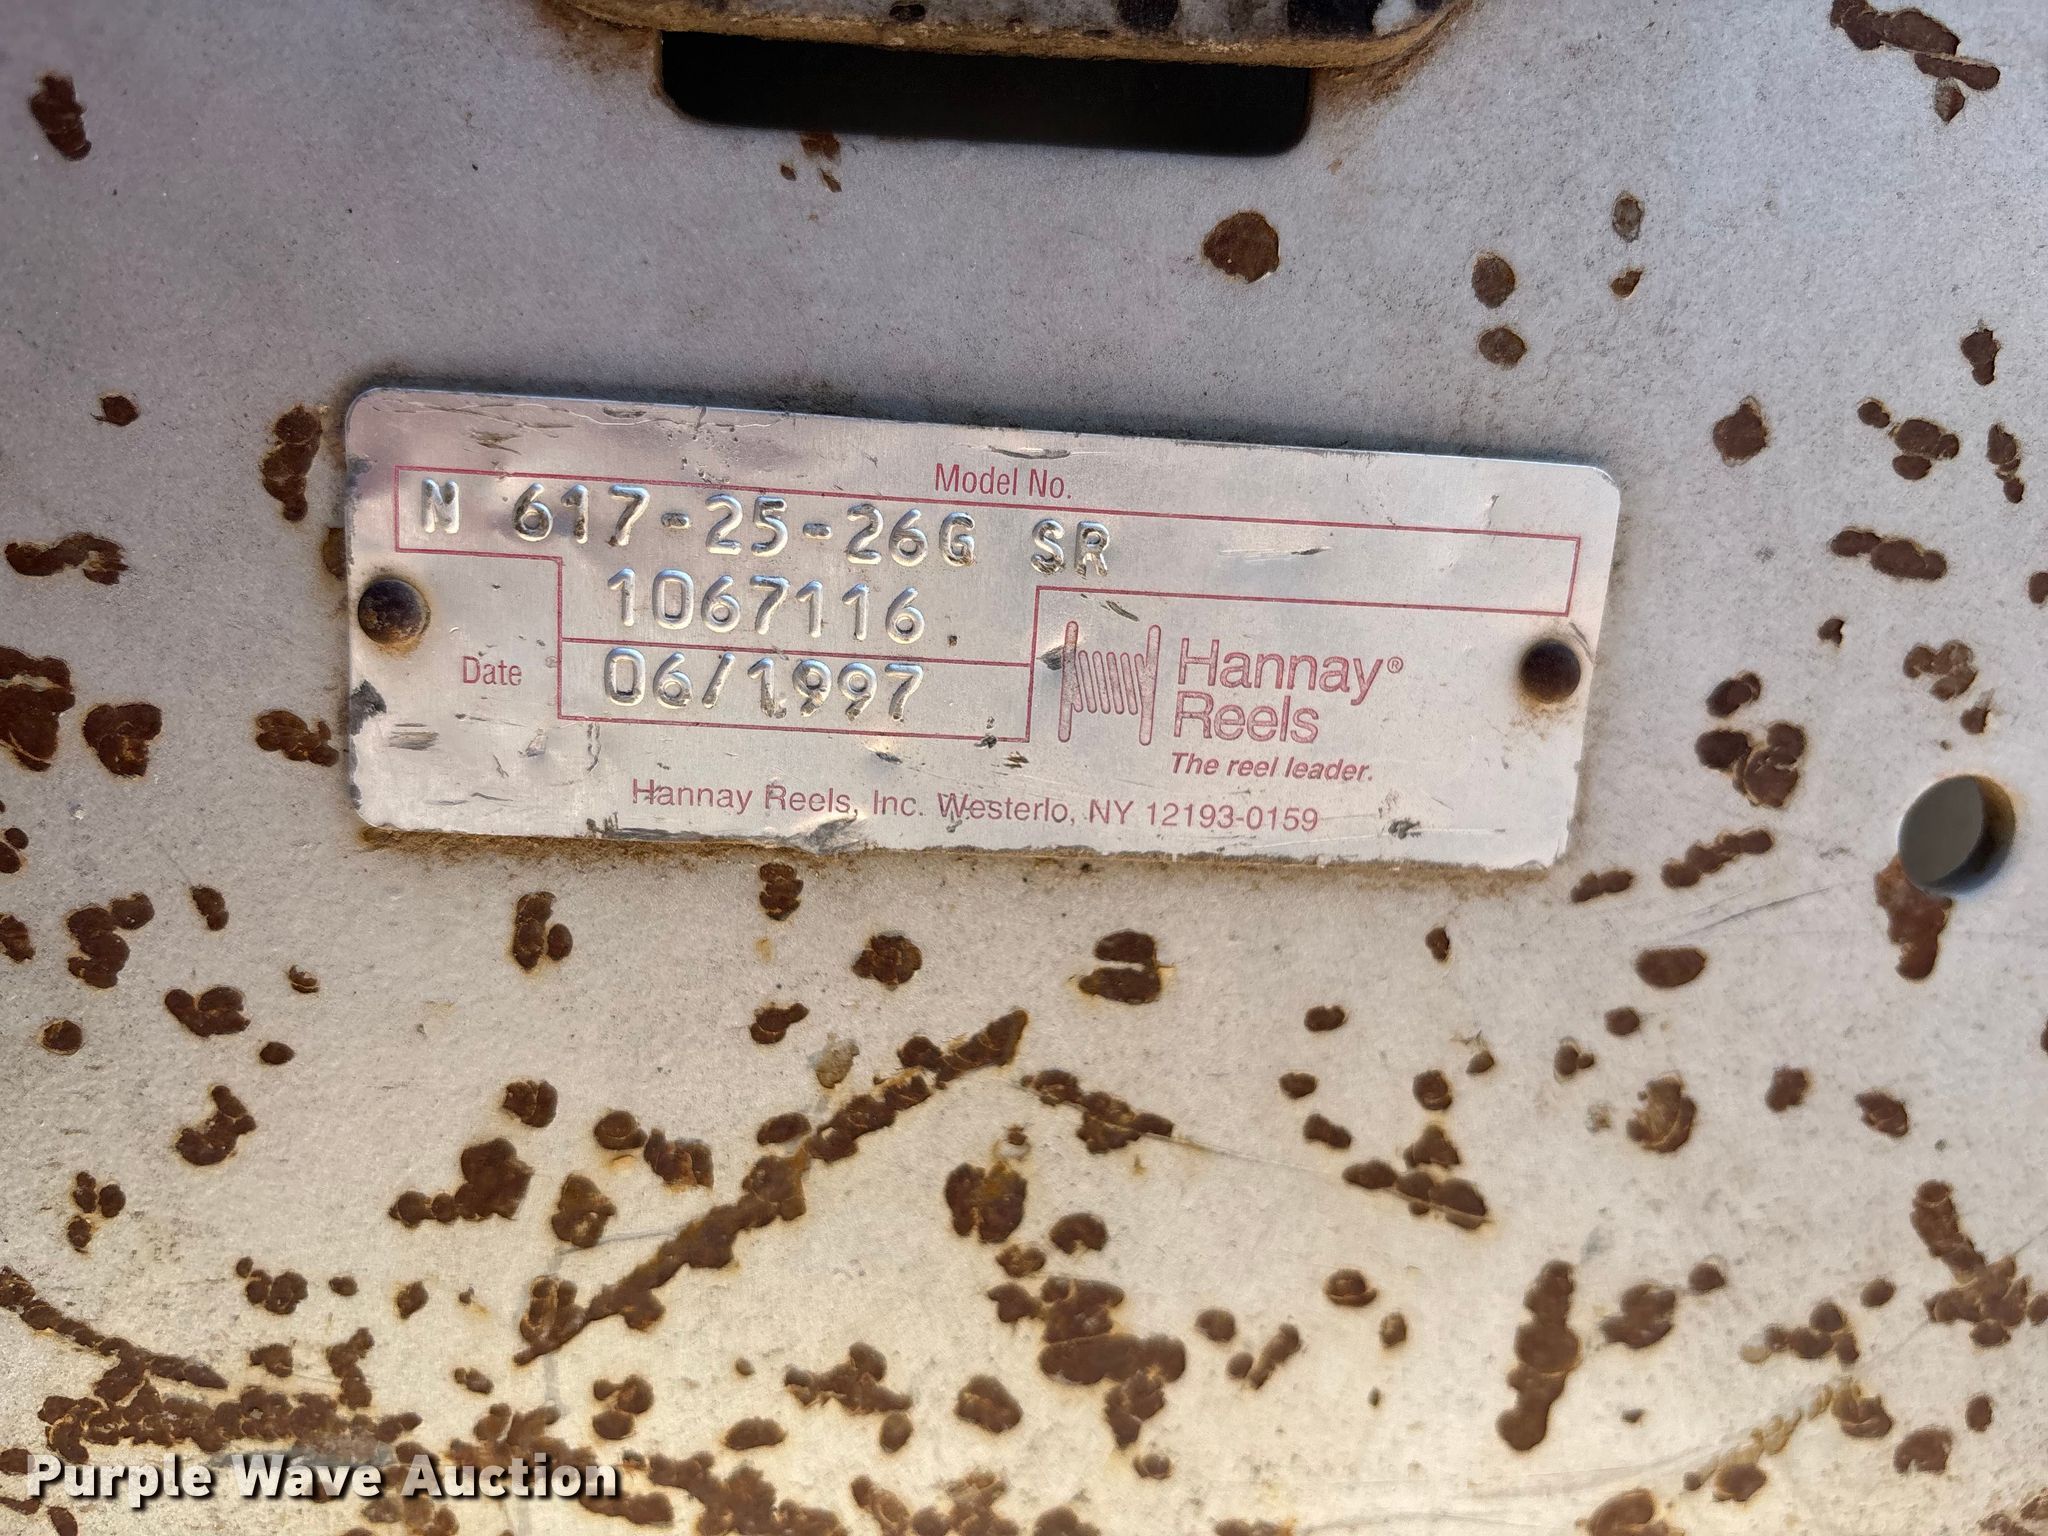 Model No.
N 617-25-26G SR
1067116
Date 06/1997
Hannay®
Reels
The reel leader.
Hannay Reels, Inc. Westerlo, NY 12193-0159
Purple Wave Auction